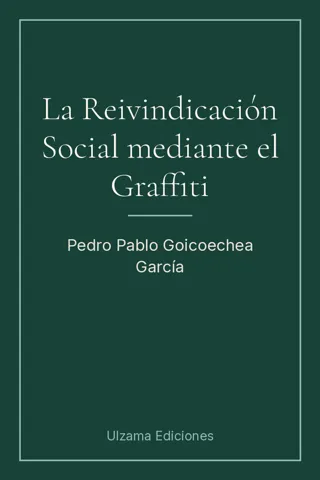 La Reivindicación
Social mediante el
Graffiti
Pedro Pablo Goicoechea
García
Ulzama Ediciones